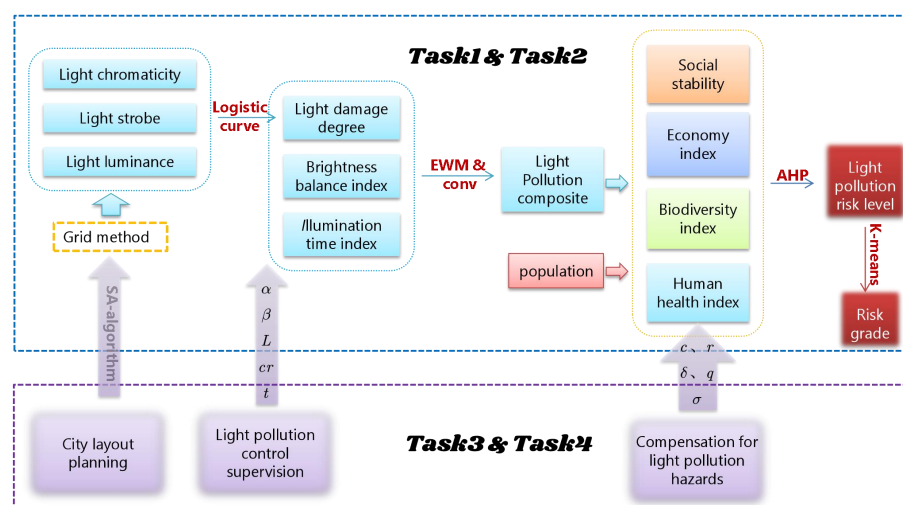 Task1 & Task2
Light chromaticity
Light strobe
Light luminance
Grid method
Logistic
curve
Light damage
degree
Brightness
balance index
Illumination
time index
EWM &
conv
Light
Pollution
composite
population
Social
stability
Economy
index
Biodiversity
index
Human
health index
AHP
Light
pollution
risk level
K-means
Risk
grade
SA-algorithm
α
β
L
cr
t
c、r
δ、q
σ
Task3 & Task4
City layout
planning
Light pollution
control
supervision
Compensation for
light pollution
hazards